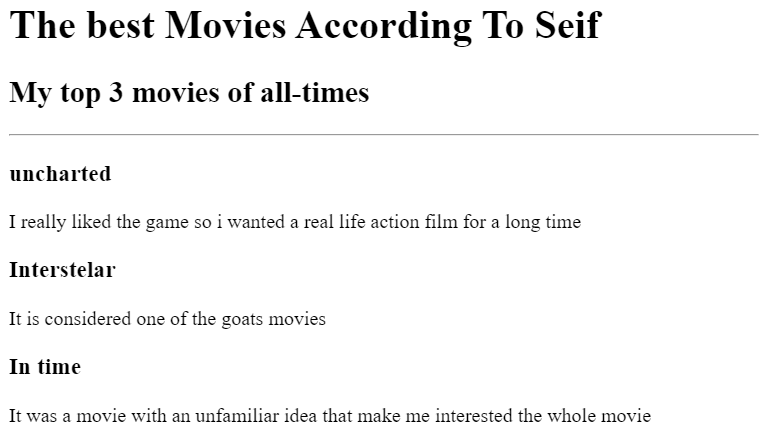 The best Movies According To Seif
My top 3 movies of all-times
uncharted
I really liked the game so i wanted a real life action film for a long time
Interstelar
It is considered one of the goats movies
In time
It was a movie with an unfamiliar idea that make me interested the whole movie